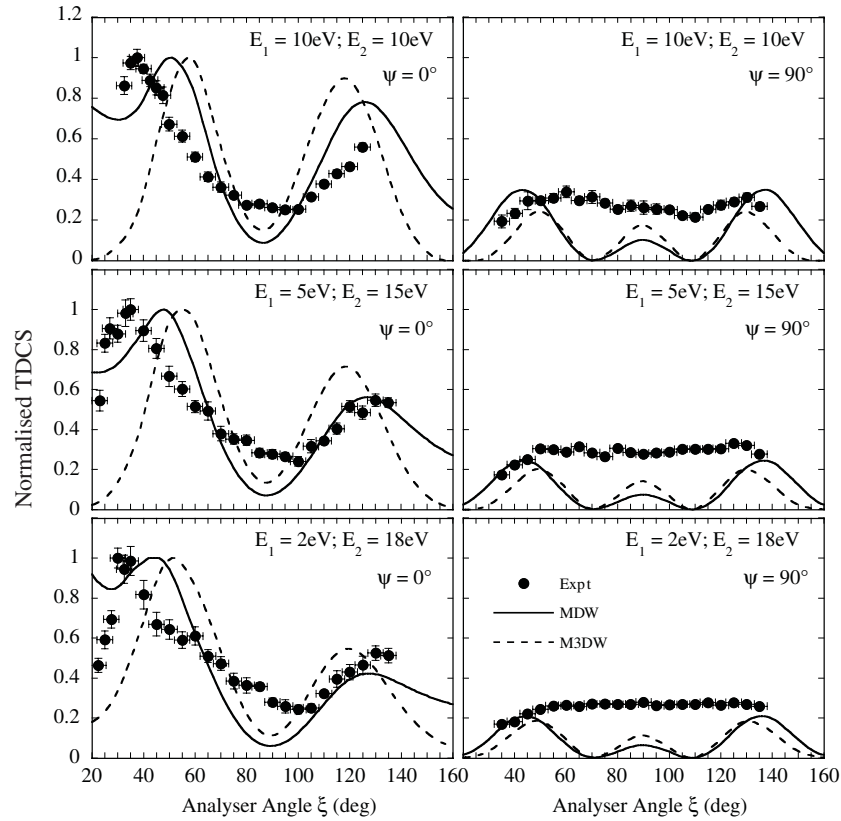 1.2
1
0.8
0.6
0.4
0.2
0
E₁ = 10eV; E₂ = 10eV
ψ = 0°
E₁ = 10eV; E₂ = 10eV
ψ = 90°
Normalised TDCS
1
0.8
0.6
0.4
0.2
0
E₁ = 5eV; E₂ = 15eV
ψ = 0°
E₁ = 5eV; E₂ = 15eV
ψ = 90°
1
0.8
0.6
0.4
0.2
0
E₁ = 2eV; E₂ = 18eV
ψ = 0°
E₁ = 2eV; E₂ = 18eV
ψ = 90°
Expt
MDW
M3DW
20 40 60 80 100 120 140 160 40 60 80 100 120 140 160
Analyser Angle ξ (deg) Analyser Angle ξ (deg)